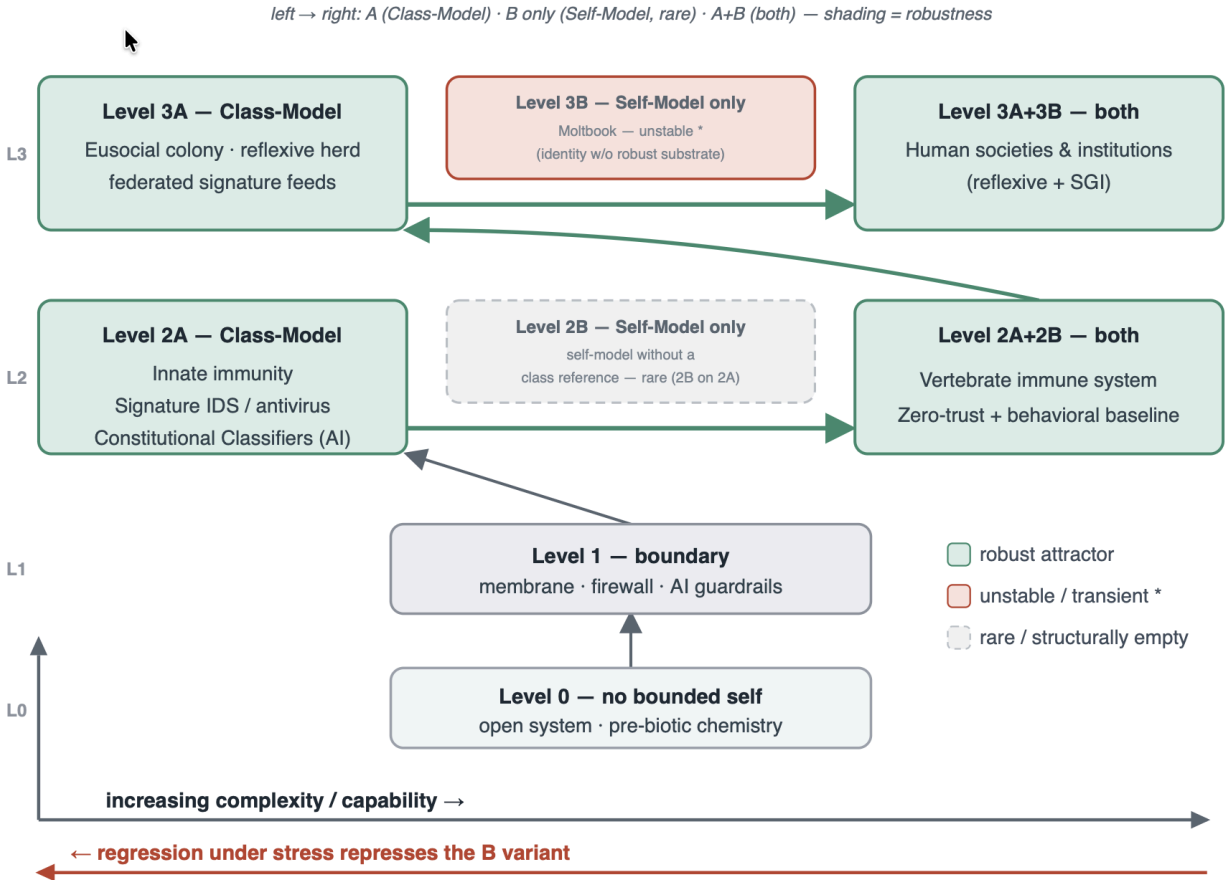 left → right: A (Class-Model) · B only (Self-Model, rare) · A+B (both) — shading = robustness
L3
Level 3A — Class-Model
Eusocial colony · reflexive herd
federated signature feeds
Level 3B — Self-Model only
Moltbook — unstable *
(identity w/o robust substrate)
Level 3A+3B — both
Human societies & institutions
(reflexive + SGI)
L2
Level 2A — Class-Model
Innate immunity
Signature IDS / antivirus
Constitutional Classifiers (AI)
Level 2B — Self-Model only
self-model without a
class reference — rare (2B on 2A)
Level 2A+2B — both
Vertebrate immune system
Zero-trust + behavioral baseline
L1
Level 1 — boundary
membrane · firewall · AI guardrails
robust attractor
unstable / transient *
rare / structurally empty
L0
Level 0 — no bounded self
open system · pre-biotic chemistry
increasing complexity / capability →
← regression under stress represses the B variant